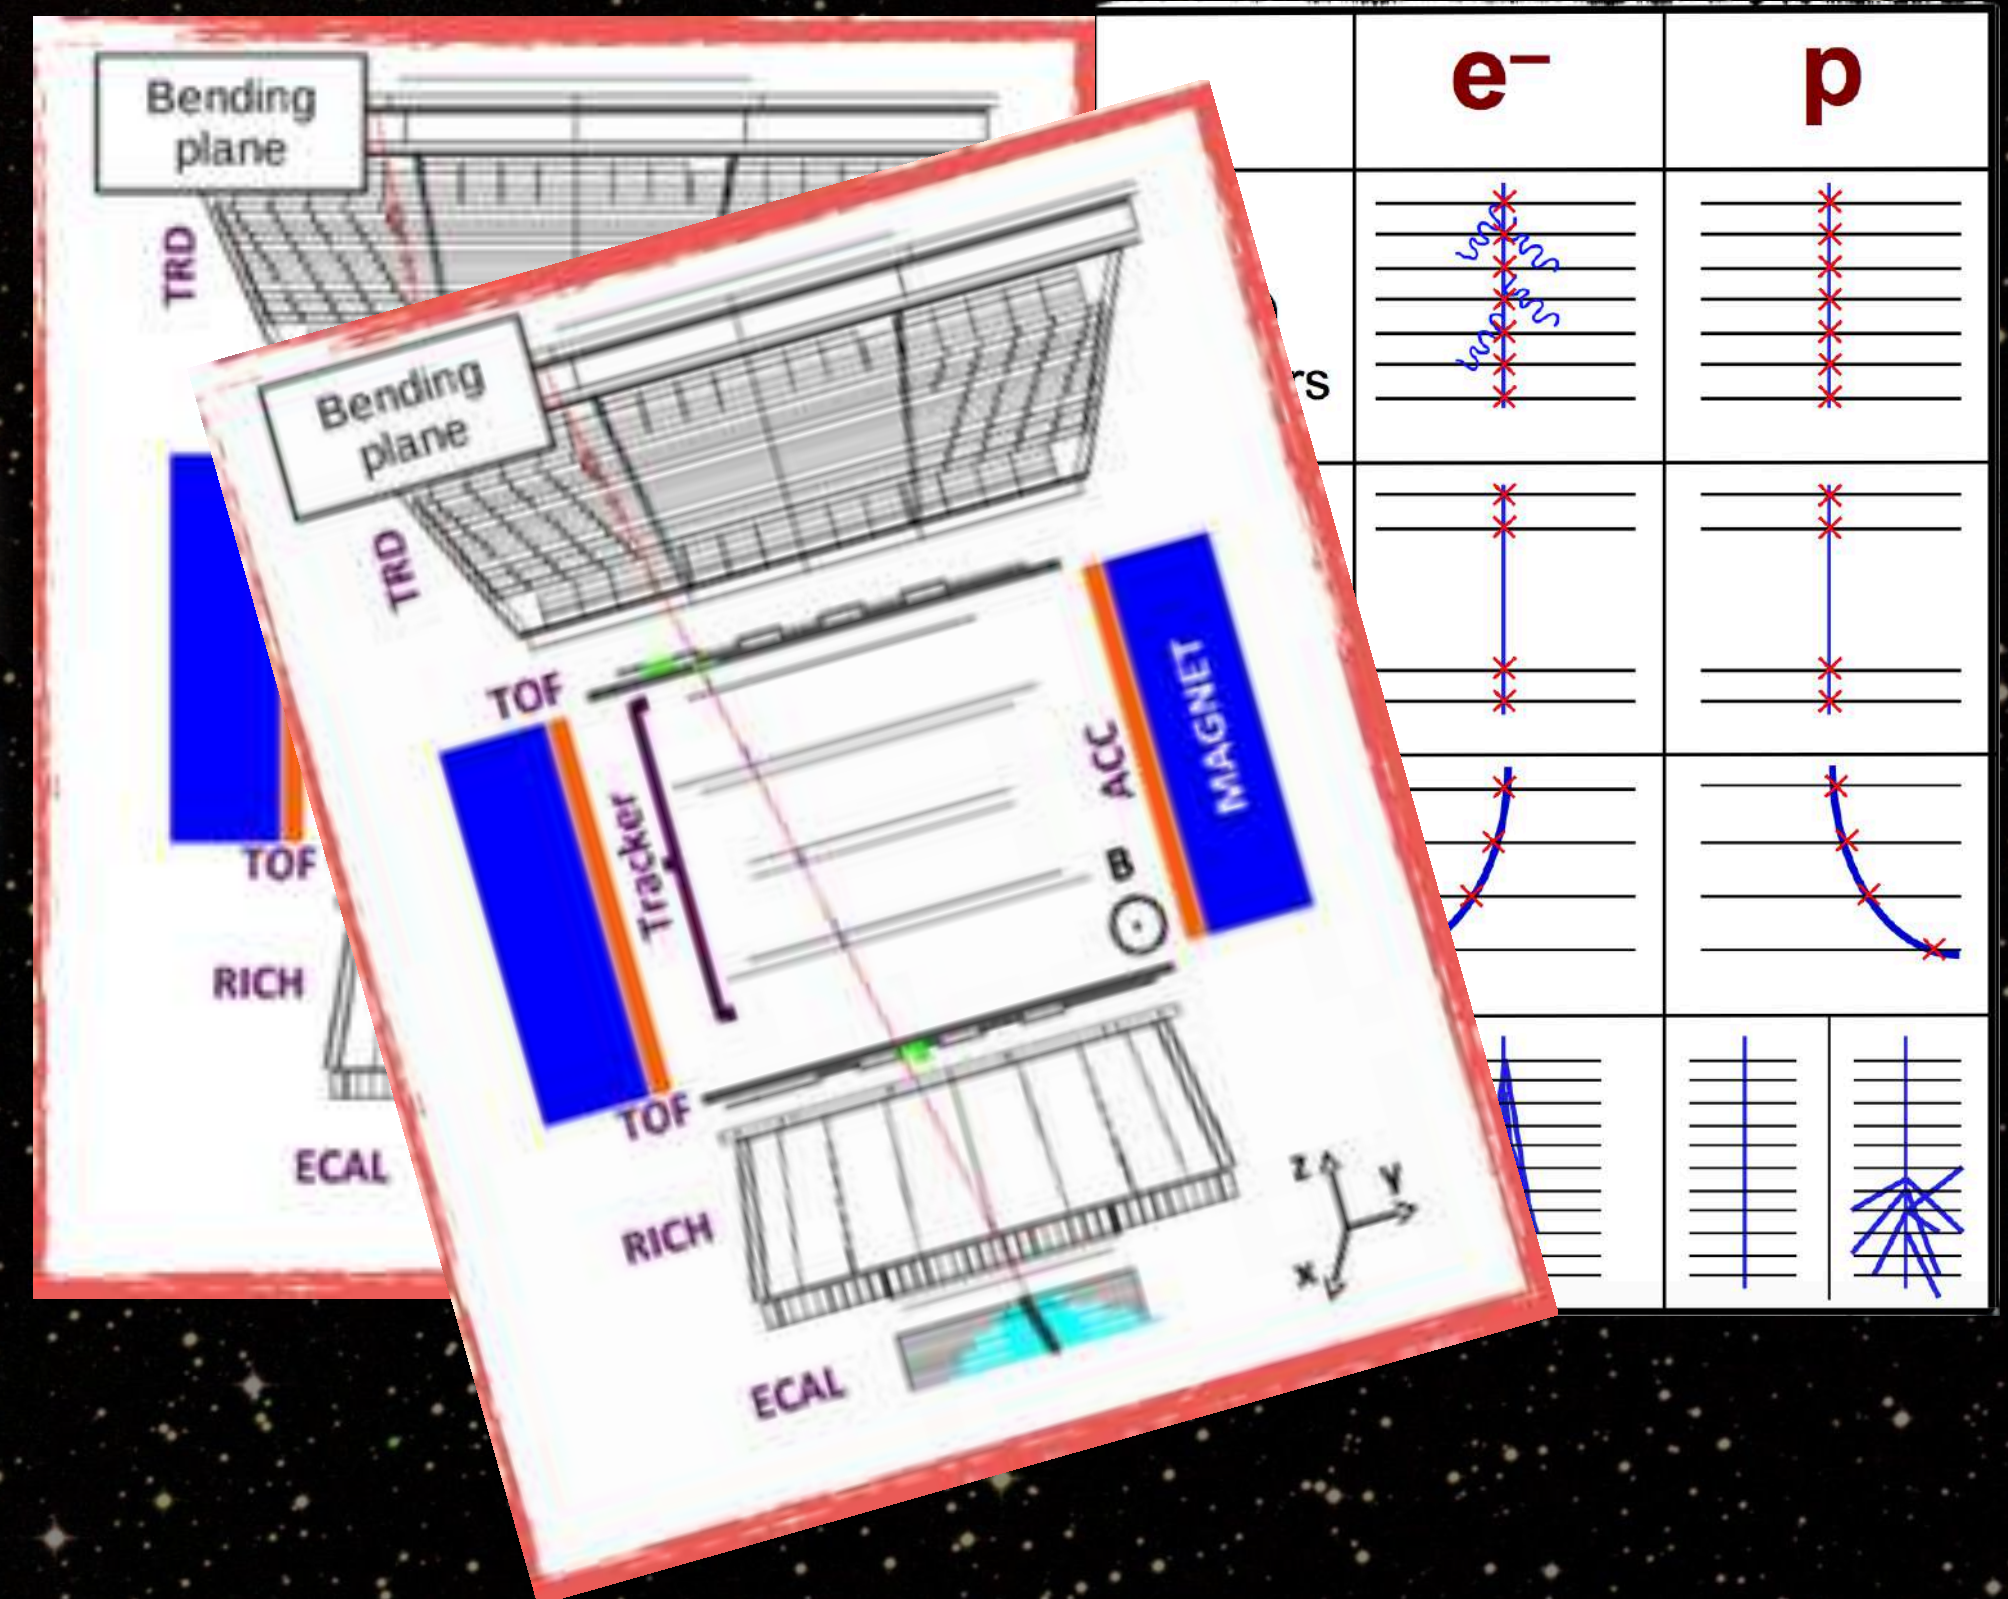 Bending
plane
TRD
TOF
RICH
ECAL
Bending
plane
TRD
TOF
Tracker
ACC
MAGNET
B
TOF
RICH
ECAL
z
y
x
e⁻
p
rs